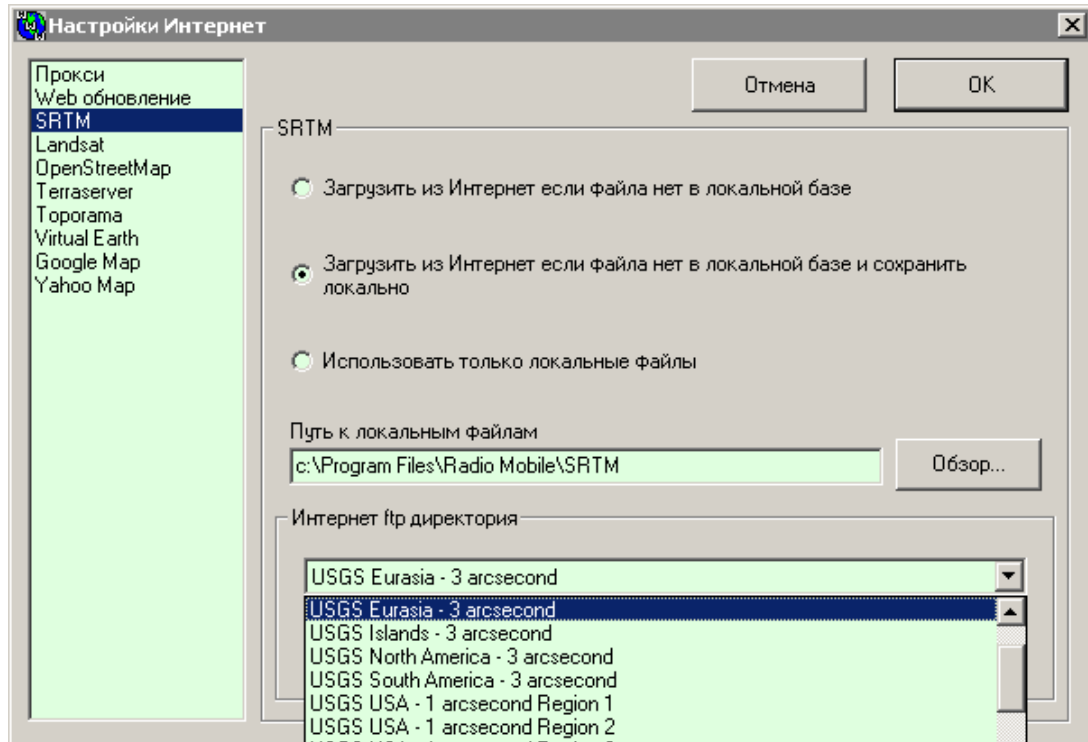 Настройки Интернет
Прокси
Web обновление
SRTM
Landsat
OpenStreetMap
Terraserver
Toporama
Virtual Earth
Google Map
Yahoo Map
Отмена
OK
SRTM
Загрузить из Интернет если файла нет в локальной базе
Загрузить из Интернет если файла нет в локальной базе и сохранить
локально
Использовать только локальные файлы
Путь к локальным файлам
c:\Program Files\Radio Mobile\SRTM
Обзор...
Интернет ftp директория
USGS Eurasia - 3 arcsecond
USGS Eurasia - 3 arcsecond
USGS Islands - 3 arcsecond
USGS North America - 3 arcsecond
USGS South America - 3 arcsecond
USGS USA - 1 arcsecond Region 1
USGS USA - 1 arcsecond Region 2